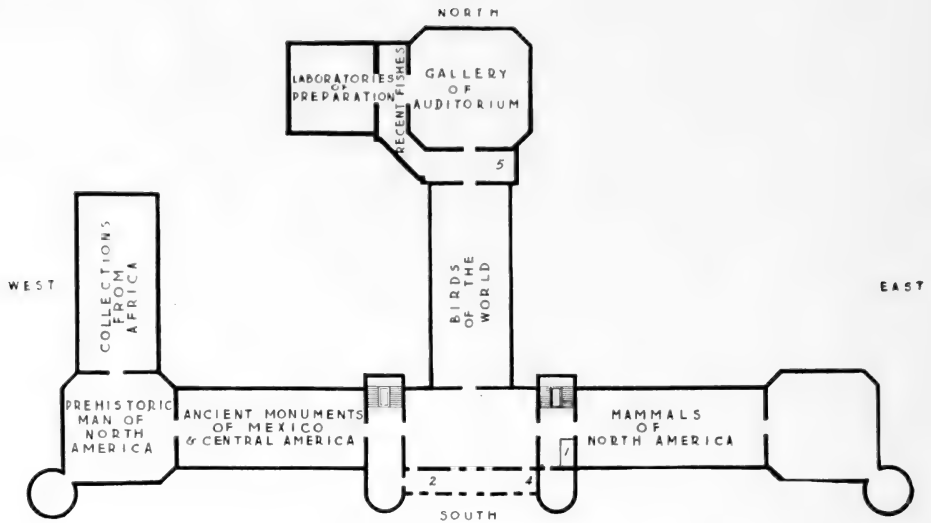 NORTH
LABORATORIES
OF
PREPARATION
RECENT FISHES
GALLERY
OF
AUDITORIUM
5
WEST
COLLECTIONS
FROM
AFRICA
BIRDS
OF THE
WORLD
EAST
PREHISTORIC
MAN OF
NORTH
AMERICA
ANCIENT MONUMENTS
OF MEXICO
& CENTRAL AMERICA
MAMMALS
OF
NORTH AMERICA
1
2
4
SOUTH